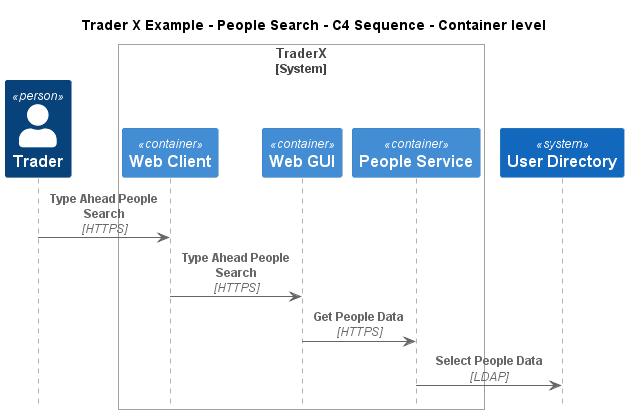 Trader X Example - People Search - C4 Sequence - Container level
TraderX
[System]
«person»
Trader
«container»
Web Client
«container»
Web GUI
«container»
People Service
«system»
User Directory
Type Ahead People
Search
[HTTPS]
Type Ahead People
Search
[HTTPS]
Get People Data
[HTTPS]
Select People Data
[LDAP]